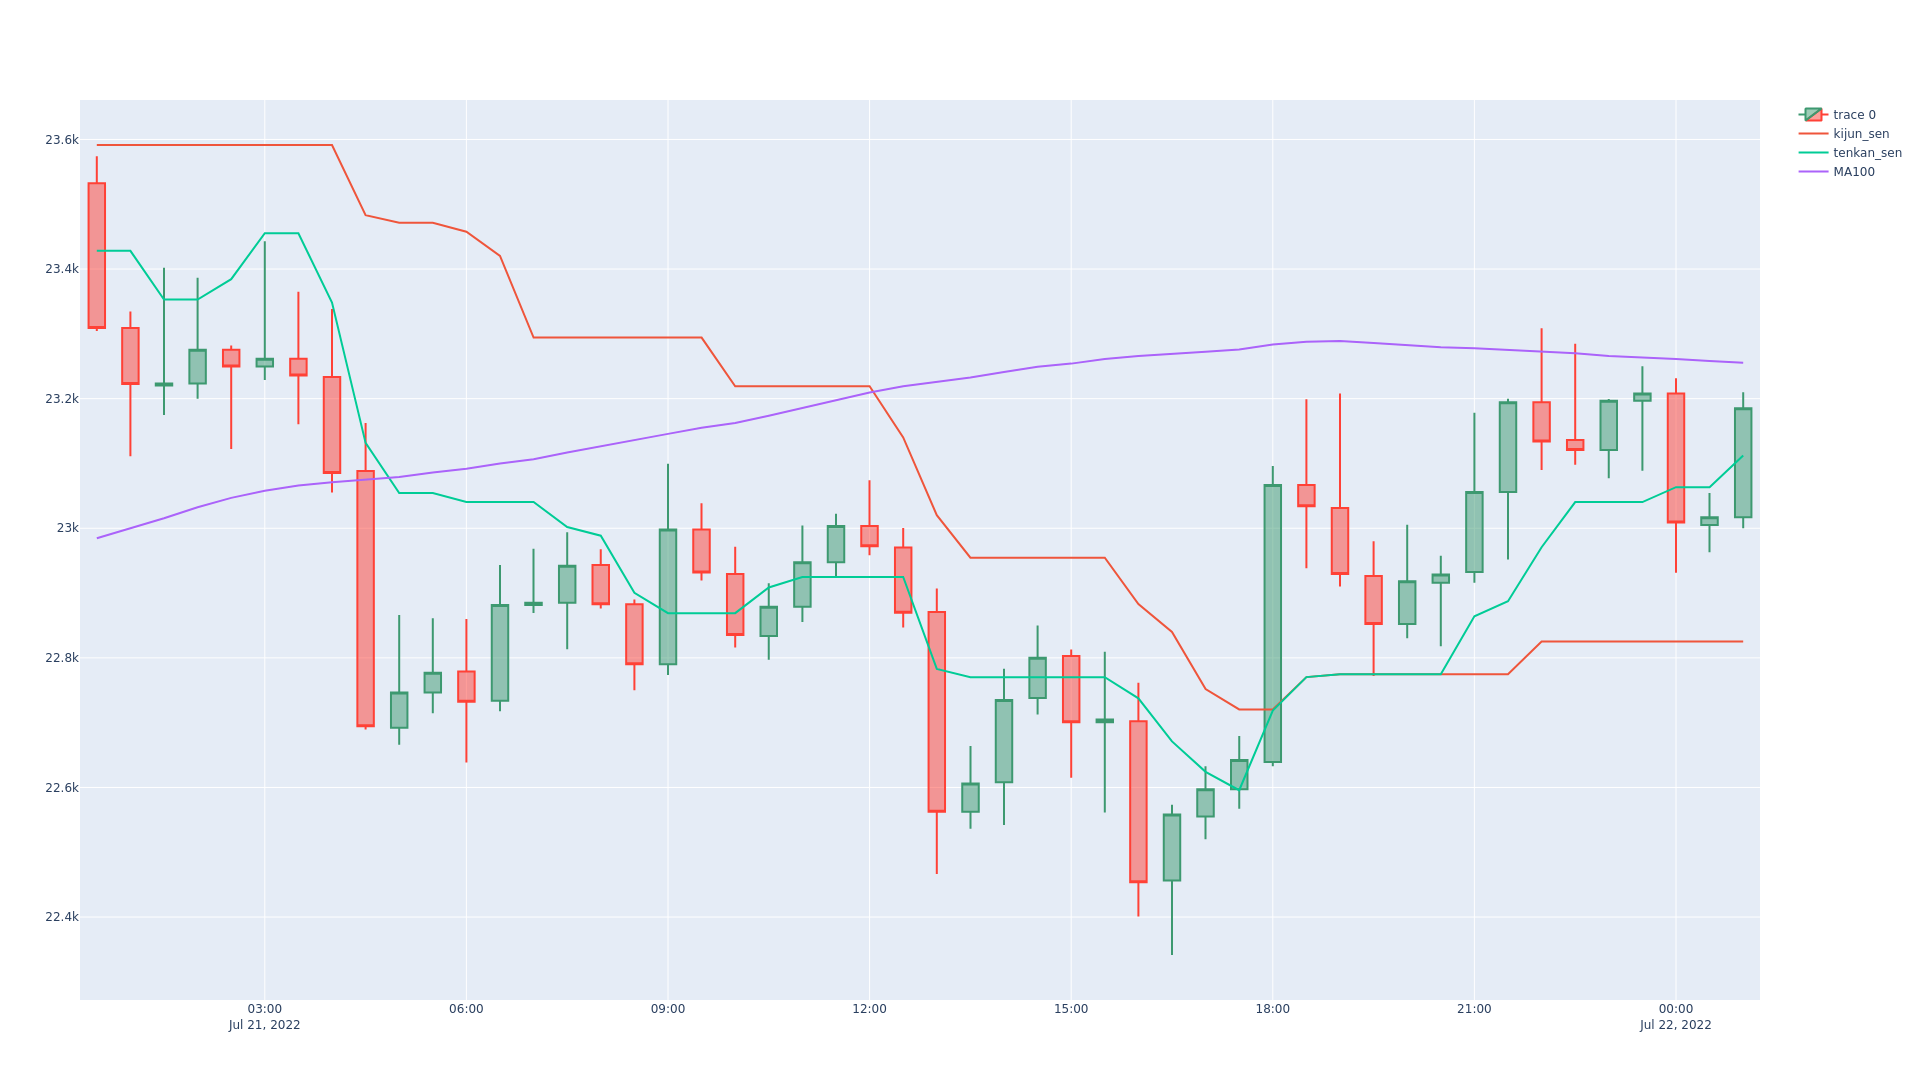 23.6k
23.4k
23.2k
23k
22.8k
22.6k
22.4k
03:00 06:00 09:00 12:00 15:00 18:00 21:00 00:00
Jul 21, 2022 Jul 22, 2022
trace 0
kijun_sen
tenkan_sen
MA100